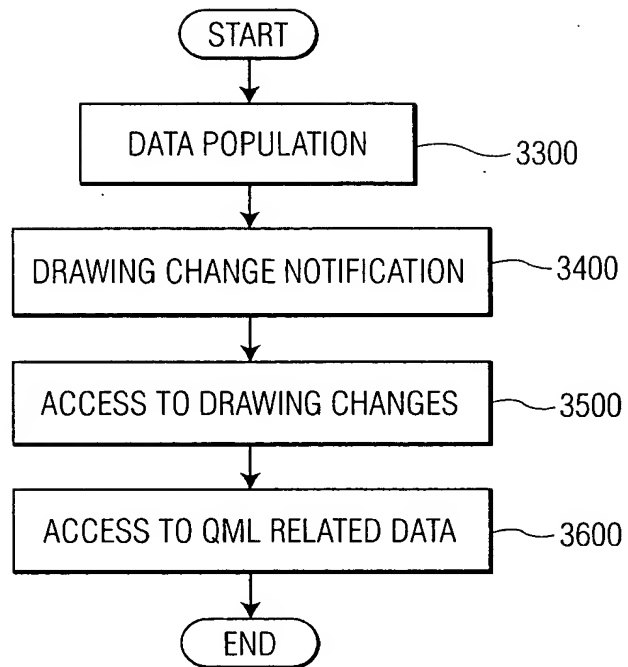 START
DATA POPULATION
3300
DRAWING CHANGE NOTIFICATION
3400
ACCESS TO DRAWING CHANGES
3500
ACCESS TO QML RELATED DATA
3600
END